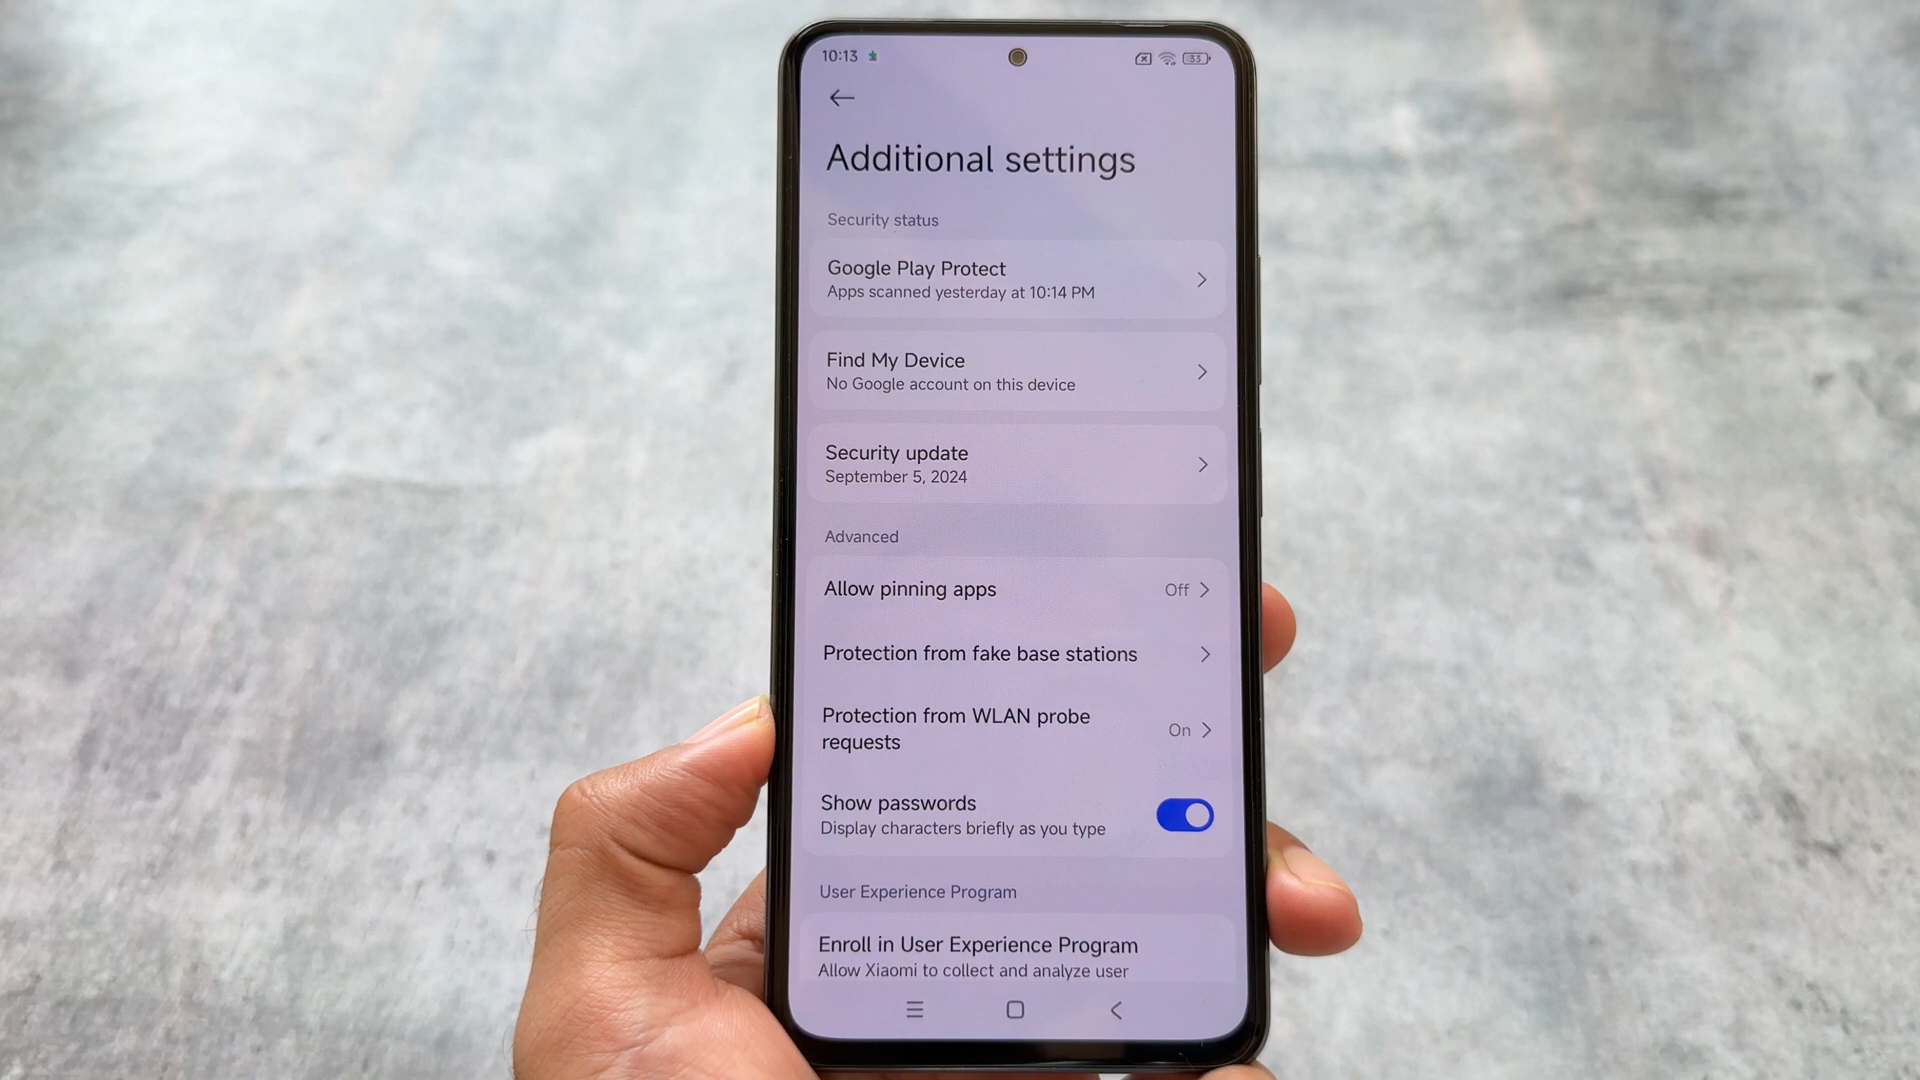 10:13
33
Additional settings
Security status
Google Play Protect
Apps scanned yesterday at 10:14 PM
Find My Device
No Google account on this device
Security update
September 5, 2024
Advanced
Allow pinning apps
Off
Protection from fake base stations
Protection from WLAN probe
requests
On
Show passwords
Display characters briefly as you type
User Experience Program
Enroll in User Experience Program
Allow Xiaomi to collect and analyze user